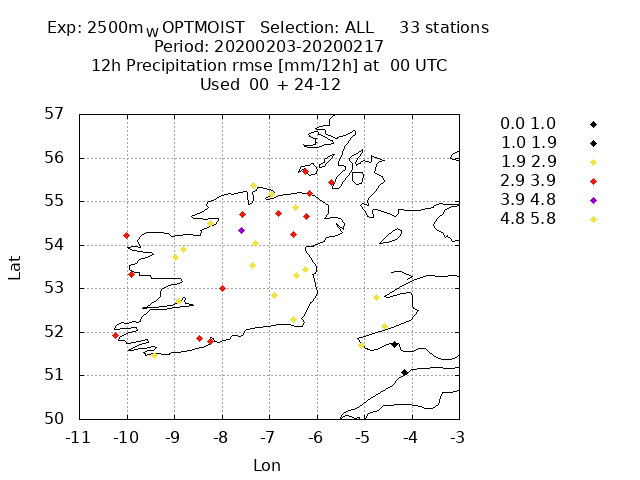 Exp: 2500mW OPTMOIST Selection: ALL 33 stations
Period: 20200203-20200217
12h Precipitation rmse [mm/12h] at 00 UTC
Used 00 + 24-12
57
56
55
54
53
52
51
50
-11 -10 -9 -8 -7 -6 -5 -4 -3
Lat
Lon
0.0 1.0
1.0 1.9
1.9 2.9
2.9 3.9
3.9 4.8
4.8 5.8